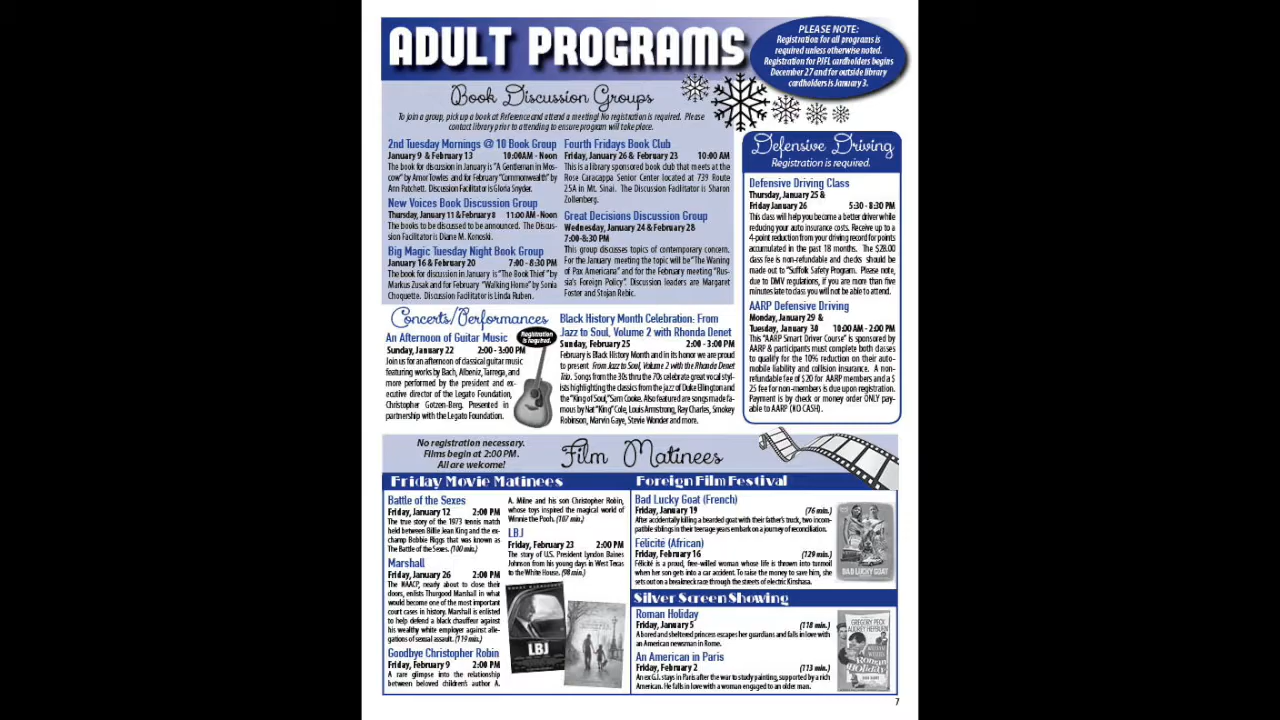 ADULT PROGRAMS
PLEASE NOTE:
Registration for all programs is
required unless otherwise noted.
Registration for PJFL cardholders begins
December 27 and for outside library
cardholders is January 3.
Book Discussion Groups
To join a group, pick up a book at Reference and attend a meeting! No registration is required. Please
contact library prior to attending to ensure program will take place.
2nd Tuesday Mornings @ 10 Book Group
January 9 & February 13 10:00AM - Noon
The book for discussion in January is "A Gentleman in Mos-
cow" by Amor Towles and for February "Commonwealth" by
Ann Patchett. Discussion Facilitator is Gloria Snyder.
New Voices Book Discussion Group
Thursday, January 11 & February 8 11:00 AM - Noon
The books to be discussed to be announced. The Discus-
sion Facilitator is Diane M. Kenoski.
Big Magic Tuesday Night Book Group
January 16 & February 20 7:00 - 8:30 PM
The book for discussion in January is "The Book Thief" by
Markus Zusak and for February "Walking Home" by Sonia
Choquette. Discussion Facilitator is Linda Ruben.
Fourth Fridays Book Club
Friday, January 26 & February 23 10:00 AM
This is a library sponsored book club that meets at the
Rose Caracappa Senior Center located at 739 Route
25A in Mt. Sinai. The Discussion Facilitator is Sharon
Zollenberg.
Great Decisions Discussion Group
Wednesday, January 24 & February 28
7:00-8:30 PM
This group discusses topics of contemporary concern.
For the January meeting the topic will be "The Waning
of Pax Americana" and for the February meeting "Rus-
sia's Foreign Policy". Discussion leaders are Margaret
Foster and Stojan Rebic.
Defensive Driving
Registration is required.
Defensive Driving Class
Thursday, January 25 &
Friday January 26 5:30 - 8:30 PM
This class will help you become a better driver while
reducing your auto insurance costs. Receive up to a
4-point reduction from your driving record for points
accumulated in the past 18 months. The $28.00
class fee is non-refundable and checks should be
made out to "Suffolk Safety Program. Please note,
due to DMV regulations, if you are more than five
minutes late to class you will not be able to attend.
AARP Defensive Driving
Monday, January 29 &
Tuesday, January 30 10:00 AM - 2:00 PM
This "AARP Smart Driver Course" is sponsored by
AARP & participants must complete both classes
to qualify for the 10% reduction on their auto-
mobile liability and collision insurance. A non-
refundable fee of $20 for AARP members and a $
25 fee for non-members is due upon registration.
Payment is by check or money order ONLY pay-
able to AARP (NO CASH).
Concerts/Performances
Registration
is required.
An Afternoon of Guitar Music
Sunday, January 22 2:00 - 3:00 PM
Join us for an afternoon of classical guitar music
featuring works by Bach, Albeniz, Tarrega, and
more performed by the president and ex-
ecutive director of the Legato Foundation,
Christopher Gotzen-Berg. Presented in
partnership with the Legato Foundation.
Black History Month Celebration: From
Jazz to Soul, Volume 2 with Rhonda Denet
Sunday, February 25 2:00 - 3:00 PM
February is Black History Month and in its honor we are proud
to present From Jazz to Soul, Volume 2 with the Rhonda Denet
Trio. Songs from the 30s thru the 70s celebrate great vocal styl-
ists highlighting the classics from the jazz of Duke Ellington and
the "King of Soul," Sam Cooke. Also featured are songs made fa-
mous by Nat "King" Cole, Louis Armstrong, Ray Charles, Smokey
Robinson, Marvin Gaye, Stevie Wonder and more.
No registration necessary.
Films begin at 2:00 PM.
All are welcome!
Film Matinees
Friday Movie Matinees
Battle of the Sexes
Friday, January 12 2:00 PM
The true story of the 1973 tennis match
held between Billie Jean King and the ex-
champ Bobbie Riggs that was known as
The Battle of the Sexes. (100 min.)
Marshall
Friday, January 26 2:00 PM
The NAACP, nearly about to close their
doors, enlists Thurgood Marshall in what
would become one of the most important
court cases in history. Marshall is enlisted
to help defend a black chauffeur against
his wealthy white employer against alle-
gations of sexual assault. (119 min.)
Goodbye Christopher Robin
Friday, February 9 2:00 PM
A rare glimpse into the relationship
between beloved children's author A.
A. Milne and his son Christopher Robin,
whose toys inspired the magical world of
Winnie the Pooh. (107 min.)
LBJ
Friday, February 23 2:00 PM
The story of U.S. President Lyndon Baines
Johnson from his young days in West Texas
to the White House. (98 min.)
LBJ
Foreign Film Festival
Bad Lucky Goat (French)
Friday, January 19 (76 min.)
After accidentally killing a bearded goat with their father's truck, two incom-
patible siblings in their teenage years embark on a journey of reconciliation.
Félicité (African)
Friday, February 16 (129 min.)
Félicité is a proud, free-willed woman whose life is thrown into turmoil
when her son gets into a car accident. To raise the money to save him, she
sets out on a breakneck race through the streets of electric Kinshasa.
BAD LUCKY GOAT
Silver Screen Showing
Roman Holiday
Friday, January 5 (118 min.)
A bored and sheltered princess escapes her guardians and falls in love with
an American newsman in Rome.
An American in Paris
Friday, February 2 (113 min.)
An ex G.I. stays in Paris after the war to study painting, supported by a rich
American. He falls in love with a woman engaged to an older man.
GREGORY PECK
AUDREY HEPBURN
Roman
Holiday
7